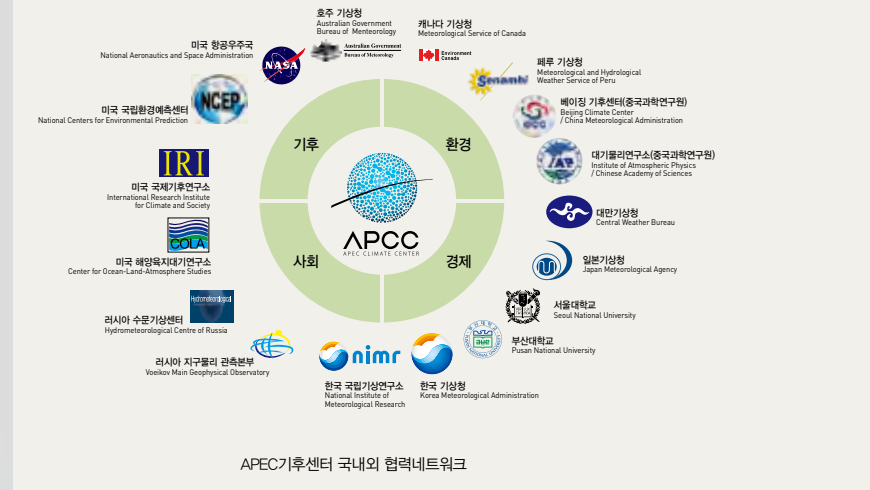 호주 기상청
Australian Government
Bureau of Menteorology
Australian Government
Bureau of Meteorology
캐나다 기상청
Meteorological Service of Canada
Environment
Canada
미국 항공우주국
National Aeronautics and Space Administration
NASA
페루 기상청
Meteorological and Hydrological
Weather Service of Peru
Senamhi
미국 국립환경예측센터
National Centers for Environmental Prediction
NCEP
베이징 기후센터(중국과학연구원)
Beijing Climate Center
/ China Meteorological Administration
BCC
IRI
미국 국제기후연구소
International Research Institute
for Climate and Society
대기물리연구소(중국과학연구원)
Institute of Atmospheric Physics
/ Chinese Academy of Sciences
IAP
대만기상청
Central Weather Bureau
COLA
미국 해양육지대기연구소
Center for Ocean-Land-Atmosphere Studies
일본기상청
Japan Meteorological Agency
기후
환경
사회
경제
APCC
APEC CLIMATE CENTER
Hydrometeorological
러시아 수문기상센터
Hydrometeorological Centre of Russia
서울대학교
Seoul National University
러시아 지구물리 관측본부
Voeikov Main Geophysical Observatory
부산대학교
Pusan National University
nimr
한국 국립기상연구소
National Institute of
Meteorological Research
한국 기상청
Korea Meteorological Administration
APEC기후센터 국내외 협력네트워크